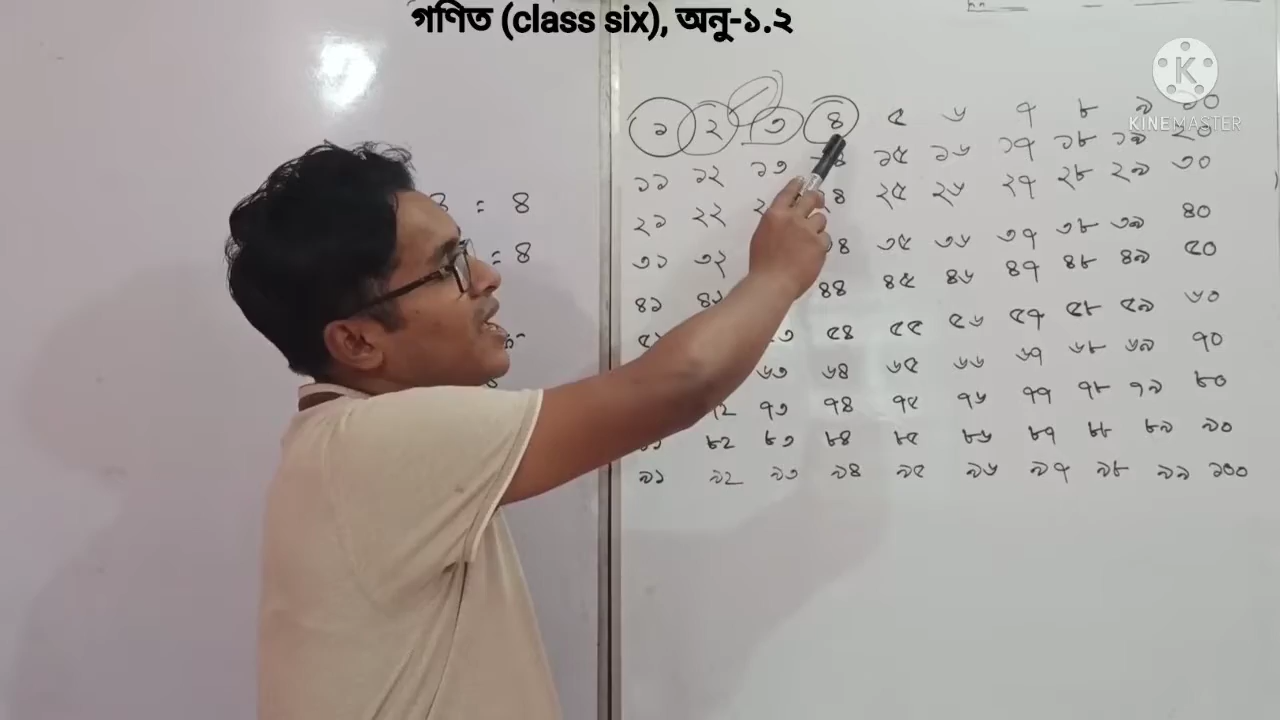 গণিত (class six), অনু-১.২
KINEMASTER
১ ২ ৩ ৪ ৫ ৬ ৭ ৮ ৯ ১০
১১ ১২ ১৩ ১৫ ১৬ ১৭ ১৮ ১৯ ২০
২১ ২২ ২৪ ২৫ ২৬ ২৭ ২৮ ২৯ ৩০
৩১ ৩২ ৩৫ ৩৬ ৩৭ ৩৮ ৩৯ ৪০
৪১ ৪৪ ৪৫ ৪৬ ৪৭ ৪৮ ৪৯ ৫০
৫৪ ৫৫ ৫৬ ৫৭ ৫৮ ৫৯ ৬০
৬৩ ৬৪ ৬৫ ৬৬ ৬৭ ৬৮ ৬৯ ৭০
৭২ ৭৩ ৭৪ ৭৫ ৭৬ ৭৭ ৭৮ ৭৯ ৮০
৮২ ৮৩ ৮৪ ৮৫ ৮৬ ৮৭ ৮৮ ৮৯ ৯০
৯১ ৯২ ৯৩ ৯৪ ৯৫ ৯৬ ৯৭ ৯৮ ৯৯ ১০০
: ৪
= ৪